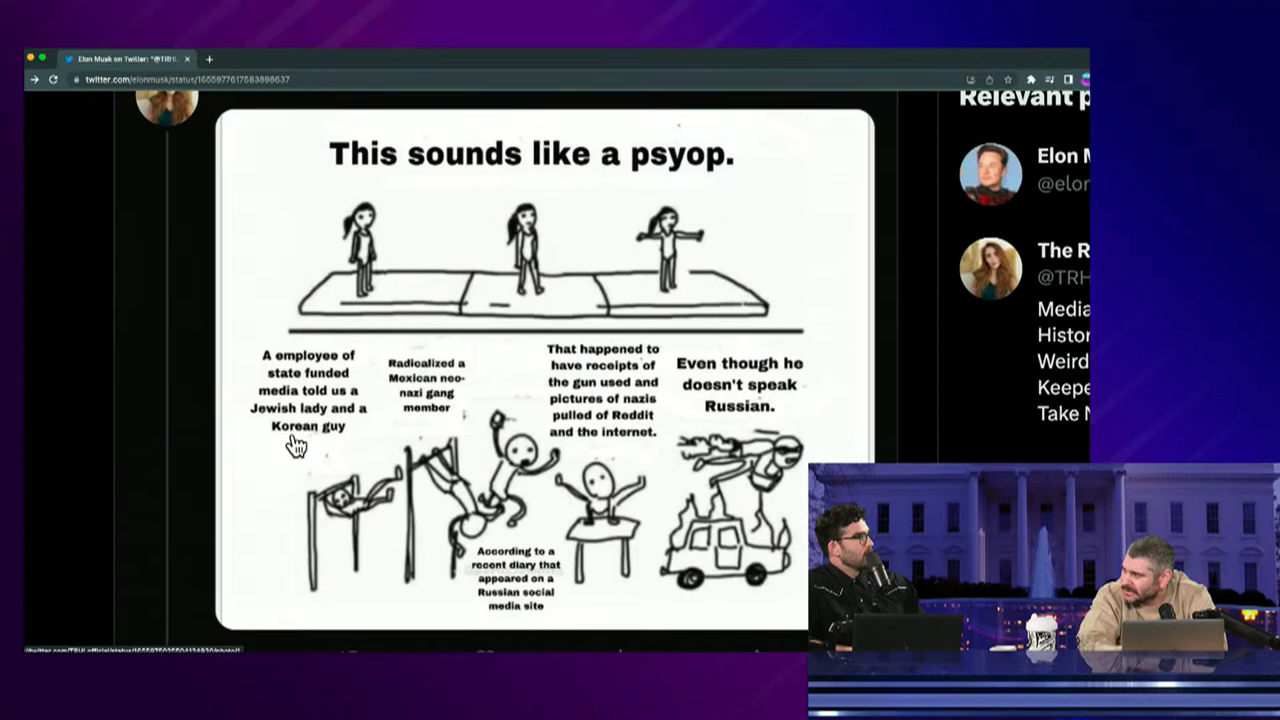 Elon Musk on Twitter: "@TRHL
twitter.com/elonmusk/status/1655977617583898637
Relevant p
This sounds like a psyop.
Elon M
@elor
The R
@TRH
Media
Histor
Weird
Keepe
Take N
A employee of
state funded
media told us a
Jewish lady and a
Korean guy
Radicalized a
Mexican neo-
nazi gang
member
That happened to
have receipts of
the gun used and
pictures of nazis
pulled of Reddit
and the internet.
Even though he
doesn't speak
Russian.
According to a
recent diary that
appeared on a
Russian social
media site